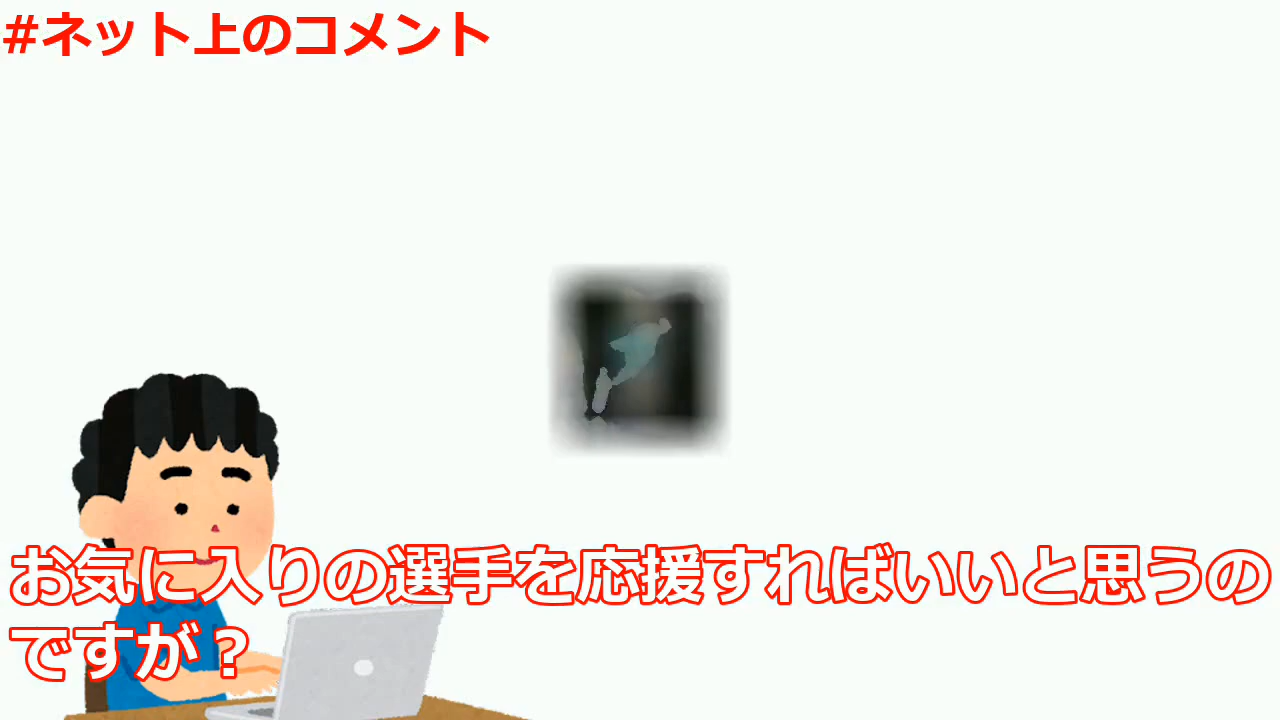 #ネット上のコメント
お気に入りの選手を応援すればいいと思うの
ですが？